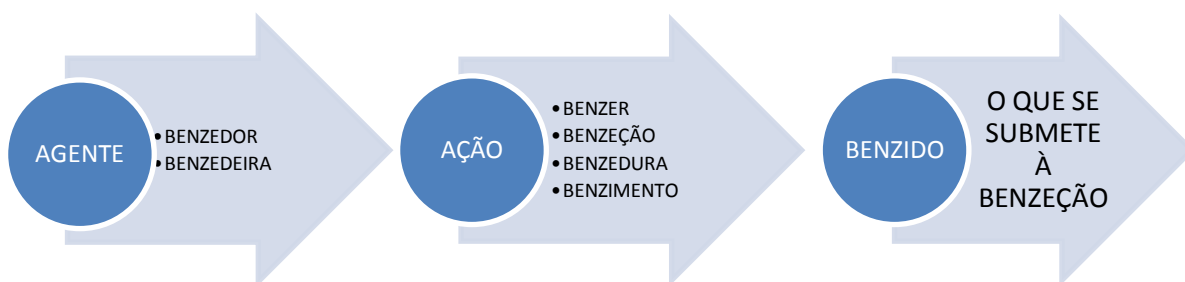 AGENTE
• BENZEDOR
• BENZEDEIRA
AÇÃO
• BENZER
• BENZEÇÃO
• BENZEDURA
• BENZIMENTO
BENZIDO
O QUE SE
SUBMETE
À
BENZEÇÃO